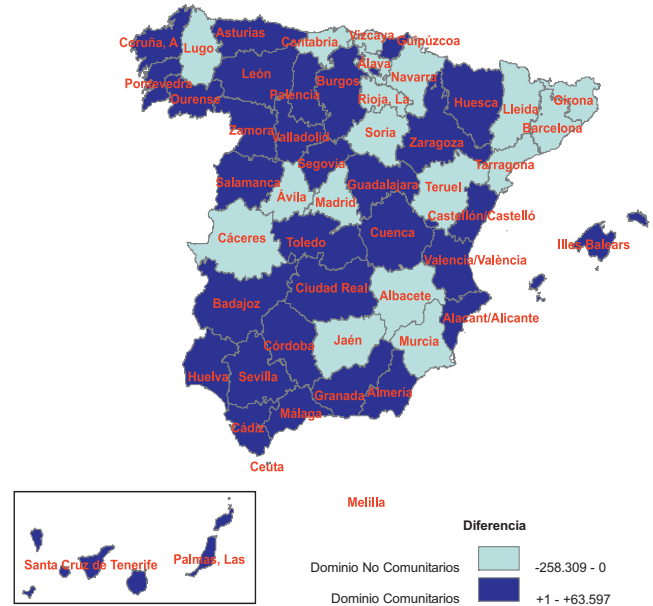 Asturias
Coruña, A
Lugo
Cantabria
Vizcaya
Guipúzcoa
Álava
Navarra
Pontevedra
Ourense
León
Palencia
Burgos
Rioja, La
Huesca
Lleida
Girona
Barcelona
Zamora
Valladolid
Soria
Zaragoza
Tarragona
Segovia
Salamanca
Ávila
Madrid
Guadalajara
Teruel
Castellón/Castelló
Cáceres
Toledo
Cuenca
Illes Balears
Valencia/València
Badajoz
Ciudad Real
Albacete
Alacant/Alicante
Córdoba
Jaén
Murcia
Huelva
Sevilla
Granada
Almería
Málaga
Cádiz
Ceuta
Melilla
Santa Cruz de Tenerife
Palmas, Las
Diferencia
Dominio No Comunitarios -258.309 - 0
Dominio Comunitarios +1 - +63.597